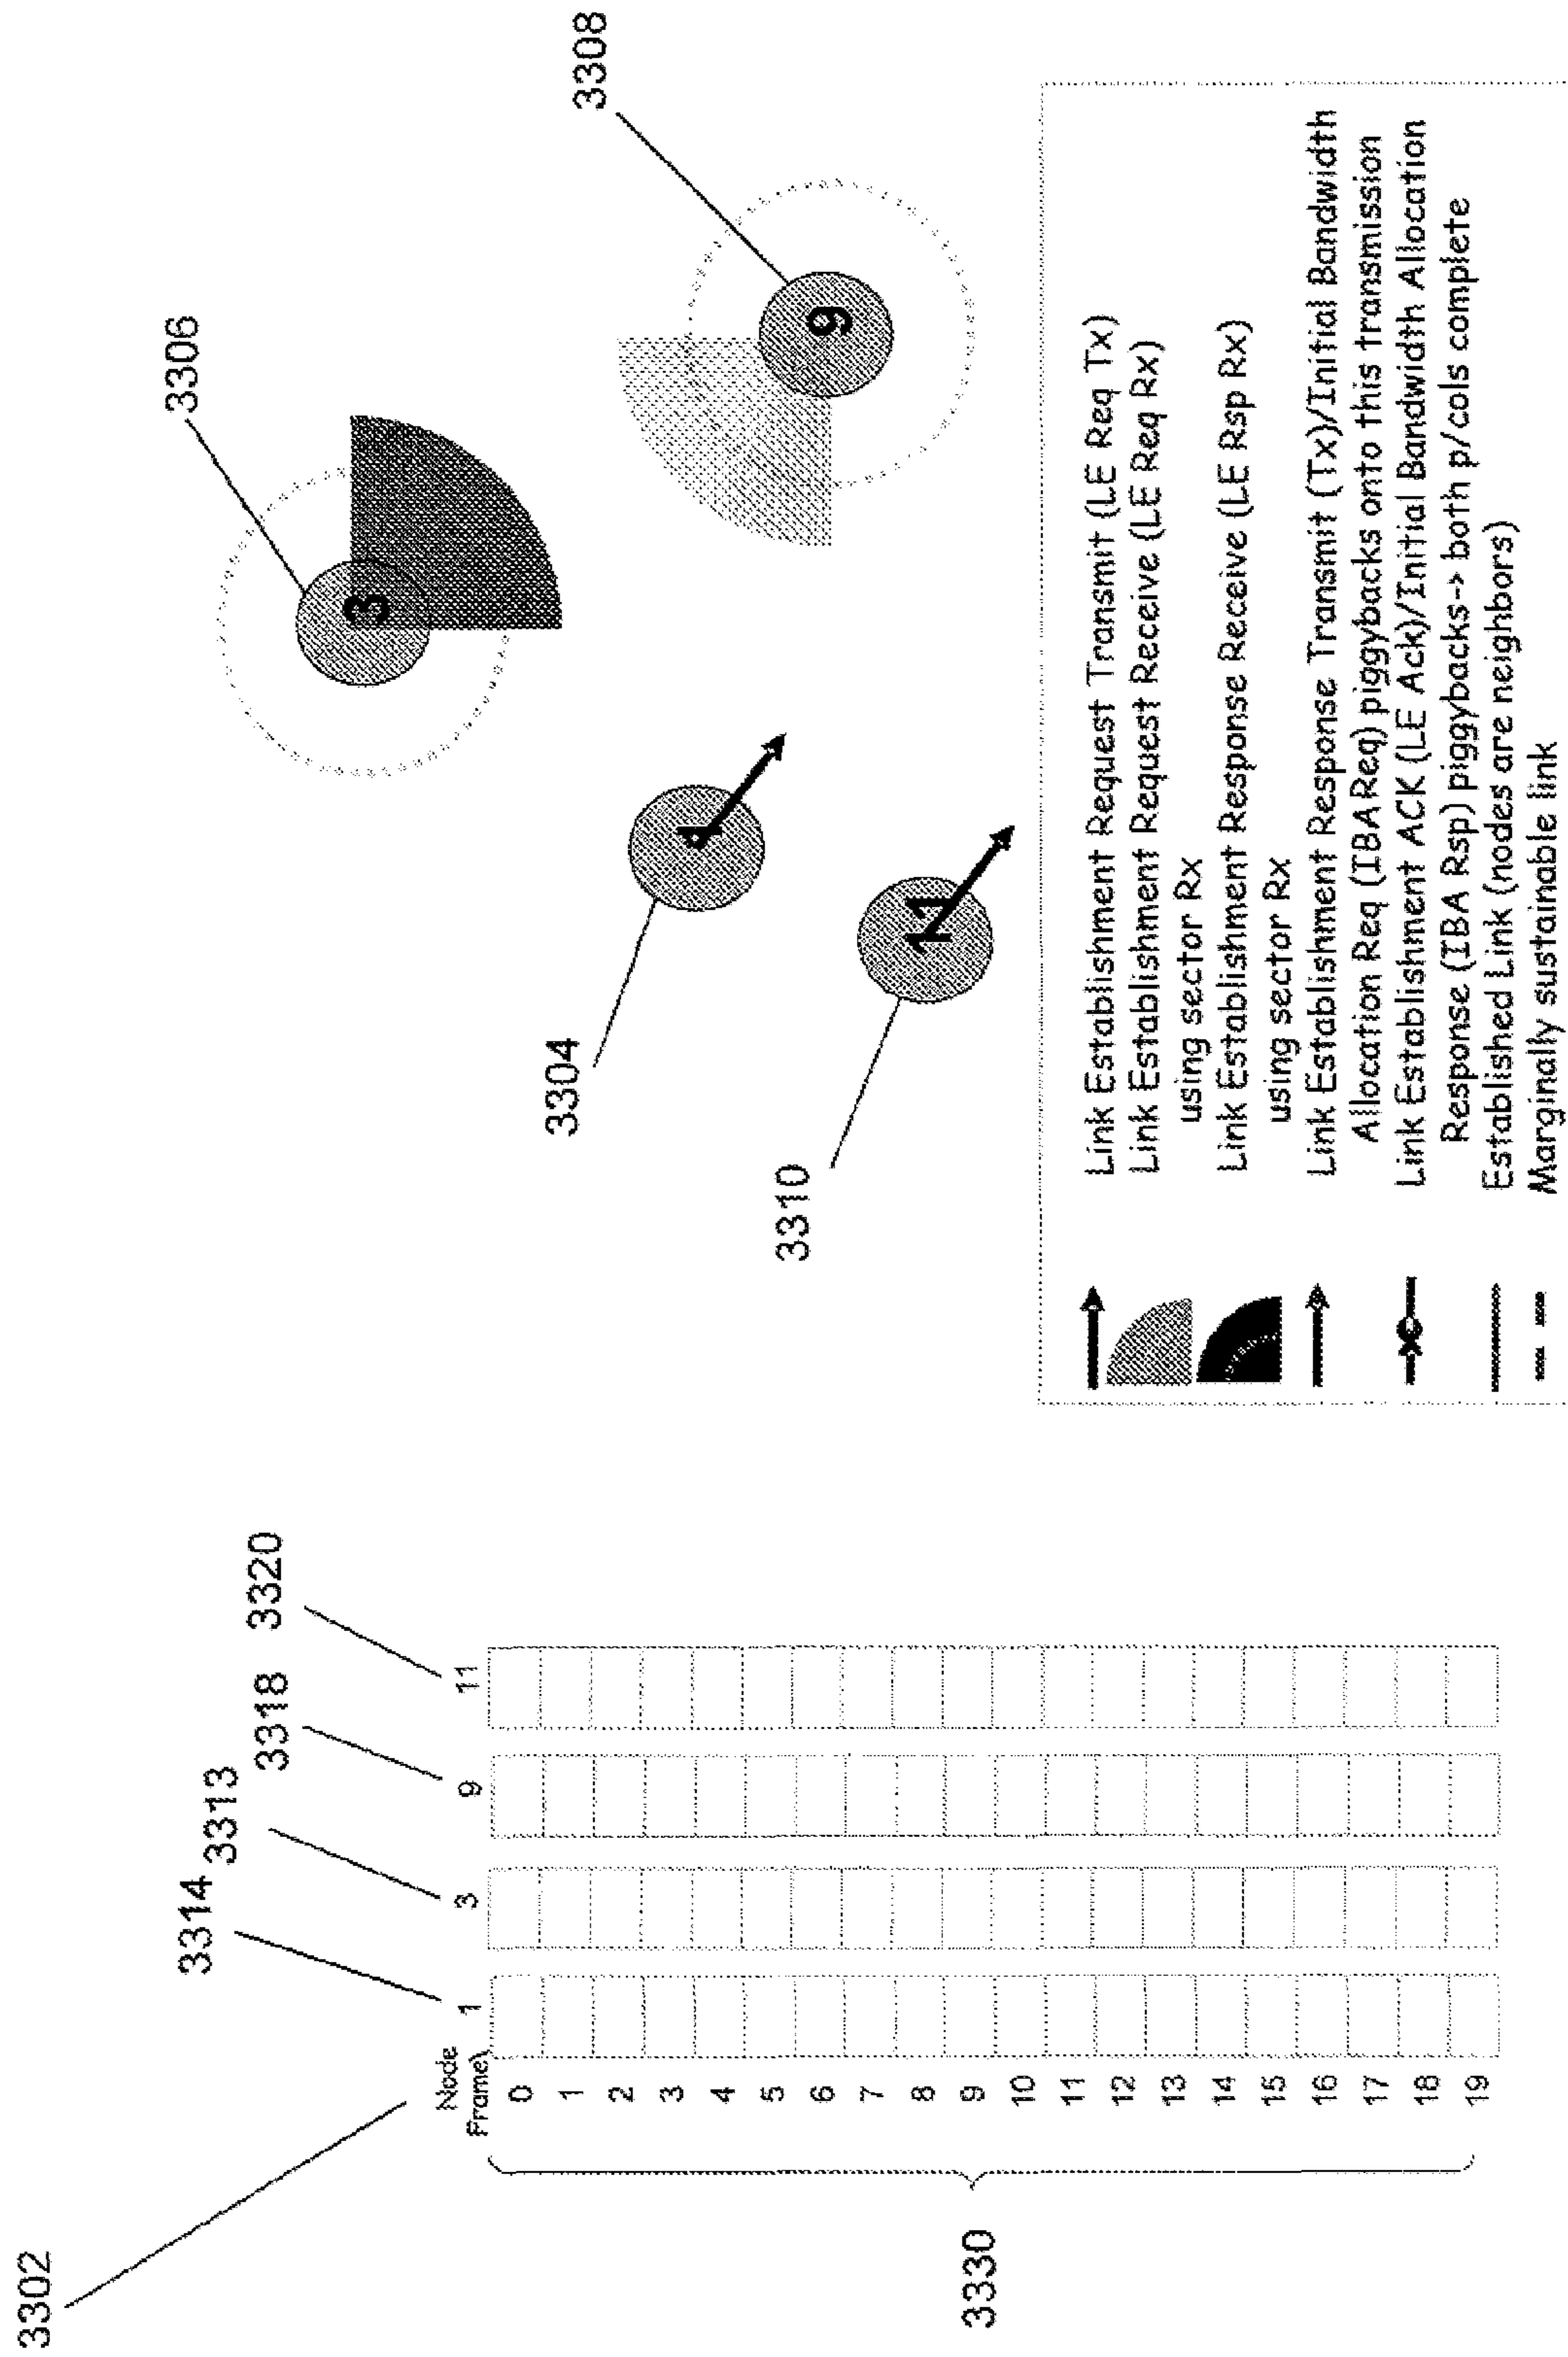 3302
3314
3313
3318
3320
Node
Frame
1
3
9
11
0
1
2
3
4
5
6
7
8
9
10
11
12
13
14
15
16
17
18
19
3330
3306
3
3308
9
3304
1
3310
11
Link Establishment Request Transmit (LE Req Tx)
Link Establishment Request Receive (LE Req Rx)
using sector Rx
Link Establishment Response Receive (LE Rsp Rx)
using sector Rx
Link Establishment Response Transmit (Tx)/Initial Bandwidth
Allocation Req (IBA Req) piggybacks onto this transmission
Link Establishment ACK (LE Ack)/Initial Bandwidth Allocation
Response (IBA Rsp) piggybacks-> both p/cols complete
Established Link (nodes are neighbors)
Marginally sustainable link